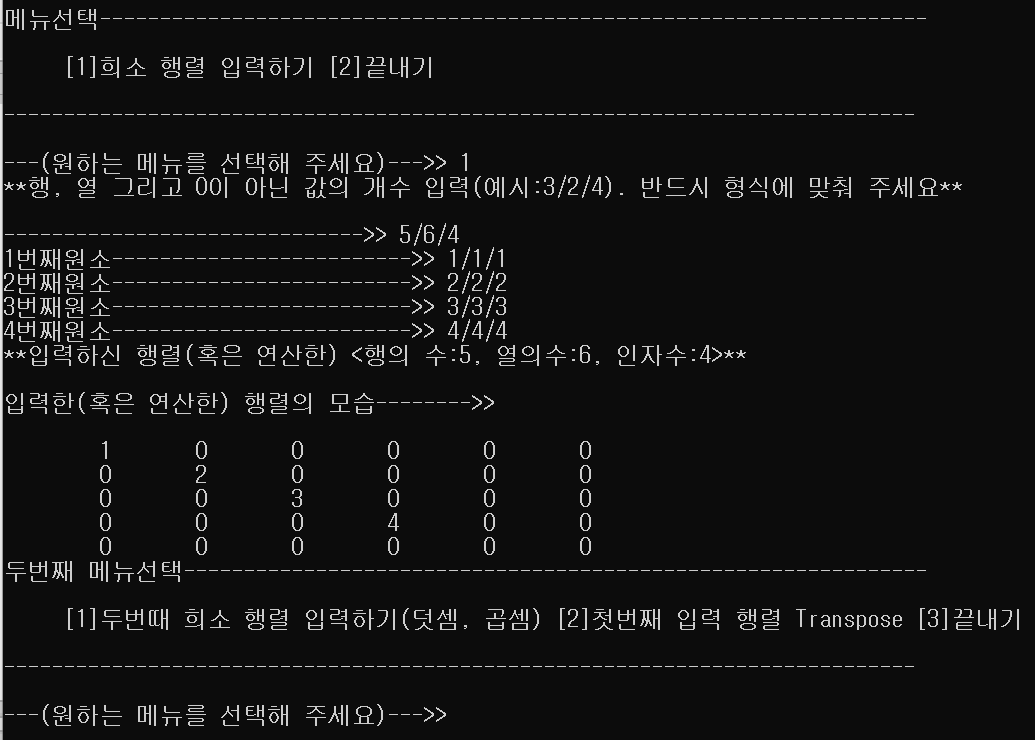 메뉴선택----------------------------------------------------------------------
[1]희소 행렬 입력하기 [2]끝내기
----------------------------------------------------------------------------
---(원하는 메뉴를 선택해 주세요)--->> 1
**행, 열 그리고 0이 아닌 값의 개수 입력(예시:3/2/4). 반드시 형식에 맞춰 주세요**
------------------------------>> 5/6/4
1번째원소------------------------->> 1/1/1
2번째원소------------------------->> 2/2/2
3번째원소------------------------->> 3/3/3
4번째원소------------------------->> 4/4/4
**입력하신 행렬(혹은 연산한) <행의 수:5, 열의수:6, 인자수:4>**
입력한(혹은 연산한) 행렬의 모습-------->>
1 0 0 0 0 0
0 2 0 0 0 0
0 0 3 0 0 0
0 0 0 4 0 0
0 0 0 0 0 0
두번째 메뉴선택---------------------------------------------------------------
[1]두번때 희소 행렬 입력하기(덧셈, 곱셈) [2]첫번째 입력 행렬 Transpose [3]끝내기
----------------------------------------------------------------------------
---(원하는 메뉴를 선택해 주세요)--->>